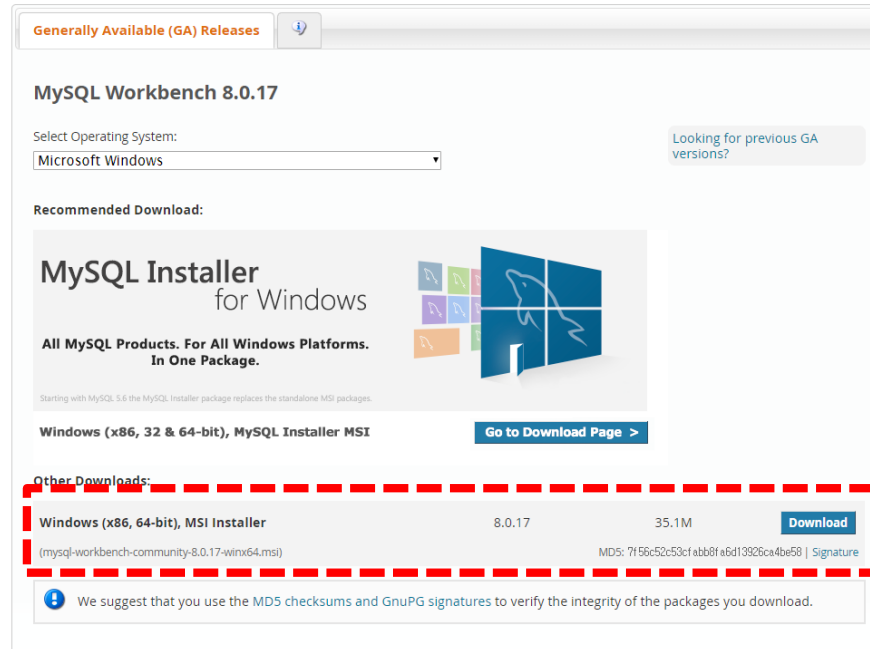 Generally Available (GA) Releases
MySQL Workbench 8.0.17
Select Operating System:
Looking for previous GA
versions?
Microsoft Windows
Recommended Download:
MySQL Installer
for Windows
All MySQL Products. For All Windows Platforms.
In One Package.
Starting with MySQL 5.6 the MySQL Installer package replaces the standalone MSI packages.
Windows (x86, 32 & 64-bit), MySQL Installer MSI
Go to Download Page >
Other Downloads:
Windows (x86, 64-bit), MSI Installer 8.0.17 35.1M Download
(mysql-workbench-community-8.0.17-winx64.msi) MD5: 7f56c52c53cfabb8fa6d13926ca4be58 | Signature
We suggest that you use the MD5 checksums and GnuPG signatures to verify the integrity of the packages you download.